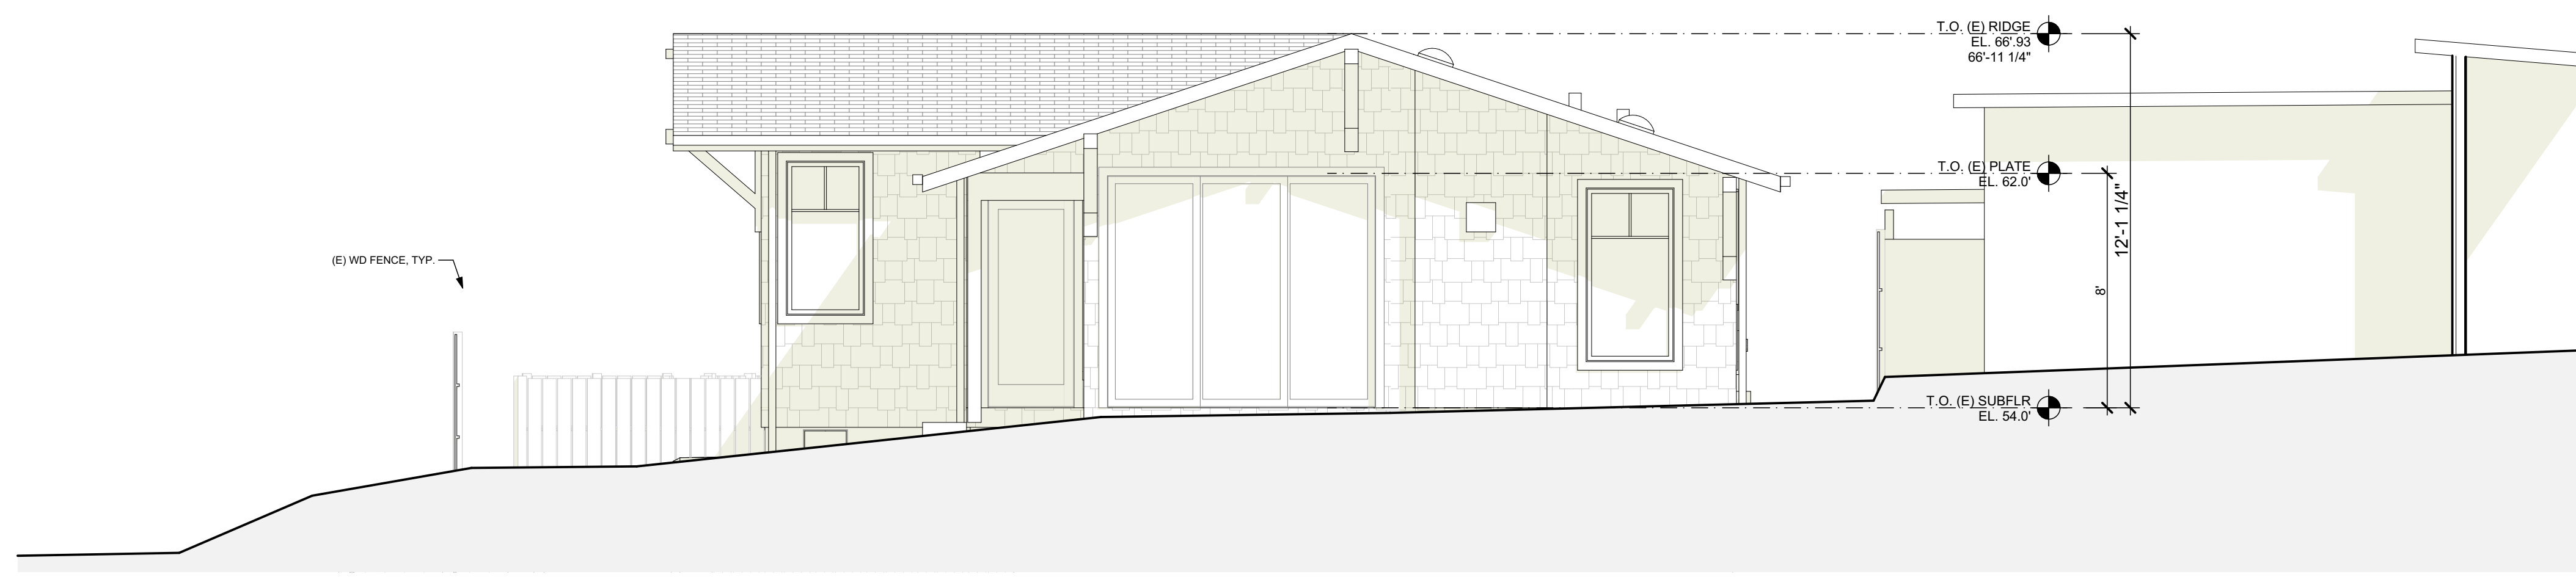 T.O. (E) RIDGE
EL. 66'.93
66'-11 1/4"
T.O. (E) PLATE
EL. 62.0'
12'-1 1/4"
(E) WD FENCE, TYP.
8'
T.O. (E) SUBFLR
EL. 54.0'